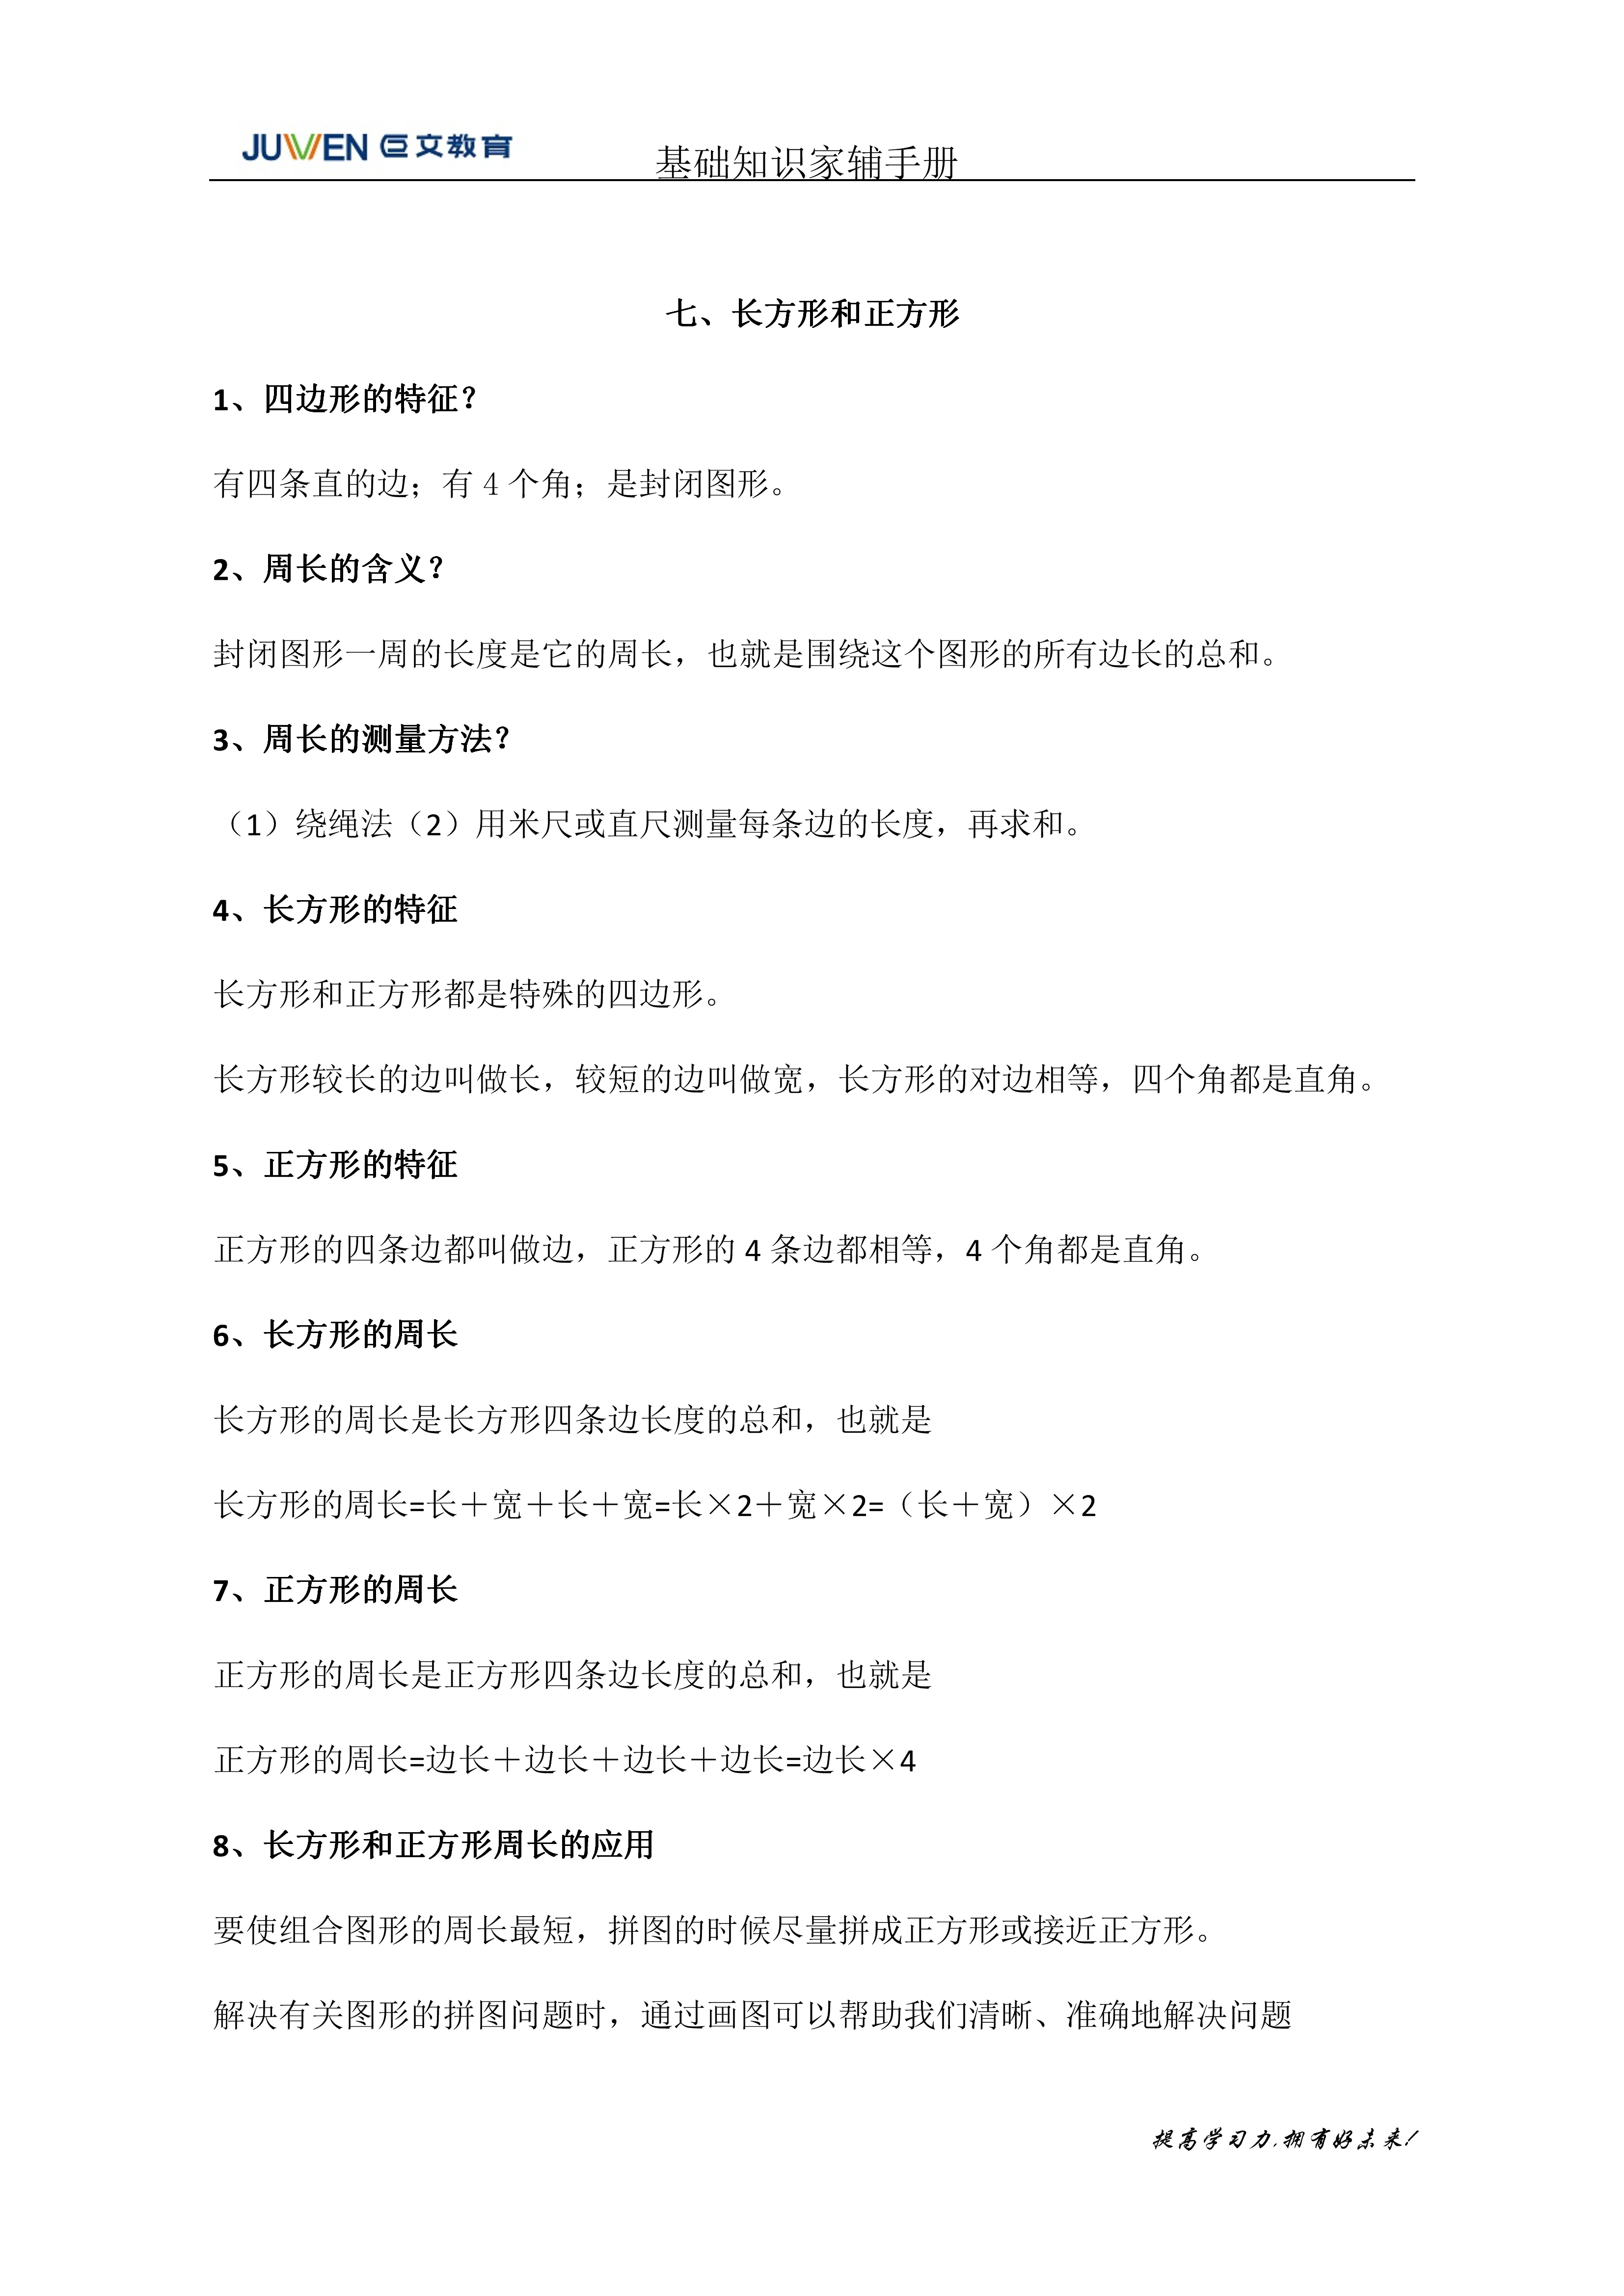 JUWEN 巨文教育
基础知识家辅手册
七、长方形和正方形
1、四边形的特征？
有四条直的边；有 4 个角；是封闭图形。
2、周长的含义？
封闭图形一周的长度是它的周长，也就是围绕这个图形的所有边长的总和。
3、周长的测量方法？
（1）绕绳法（2）用米尺或直尺测量每条边的长度，再求和。
4、长方形的特征
长方形和正方形都是特殊的四边形。
长方形较长的边叫做长，较短的边叫做宽，长方形的对边相等，四个角都是直角。
5、正方形的特征
正方形的四条边都叫做边，正方形的 4 条边都相等，4 个角都是直角。
6、长方形的周长
长方形的周长是长方形四条边长度的总和，也就是
长方形的周长=长＋宽＋长＋宽=长×2＋宽×2=（长＋宽）×2
7、正方形的周长
正方形的周长是正方形四条边长度的总和，也就是
正方形的周长=边长＋边长＋边长＋边长=边长×4
8、长方形和正方形周长的应用
要使组合图形的周长最短，拼图的时候尽量拼成正方形或接近正方形。
解决有关图形的拼图问题时，通过画图可以帮助我们清晰、准确地解决问题
提高学习力，拥有好未来！